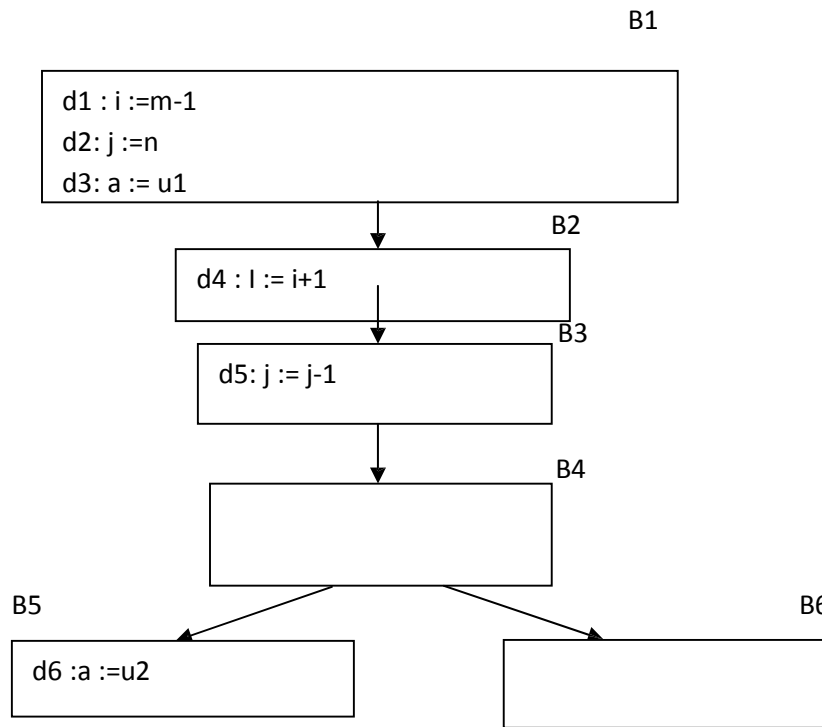 B1
d1 : i :=m-1
d2: j :=n
d3: a := u1
B2
d4 : I := i+1
B3
d5: j := j-1
B4
B5
B6
d6 :a :=u2